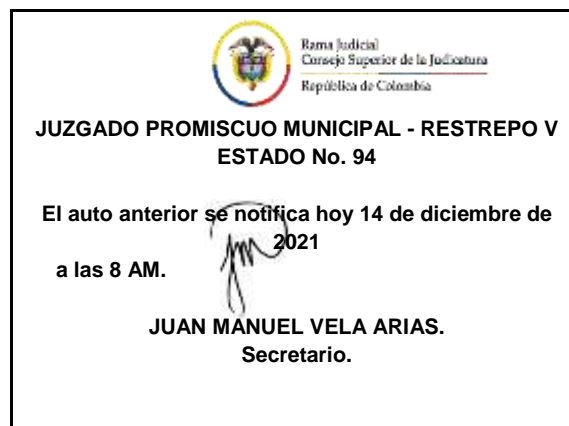 Rama Judicial
Consejo Superior de la Judicatura
República de Colombia
JUZGADO PROMISCUO MUNICIPAL - RESTREPO V
ESTADO No. 94
El auto anterior se notifica hoy 14 de diciembre de
2021
a las 8 AM.
JUAN MANUEL VELA ARIAS.
Secretario.